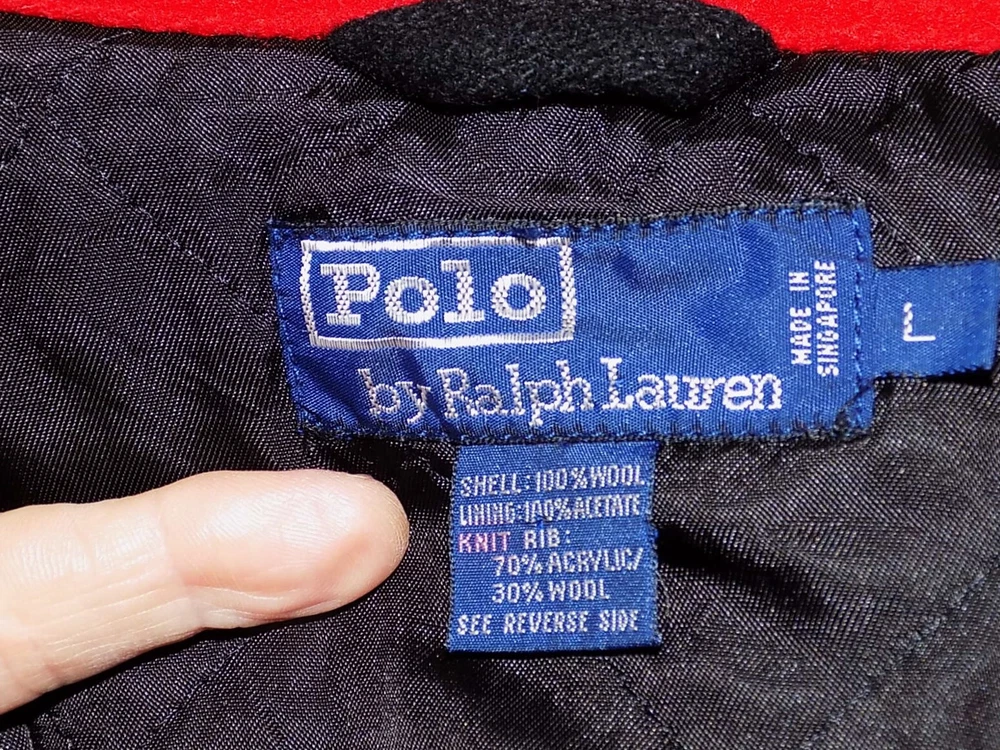 Polo
by Ralph Lauren
MADE IN
SINGAPORE
L
SHELL: 100% WOOL
LINING: 100% ACETATE
KNIT RIB:
70% ACRYLIC/
30% WOOL
SEE REVERSE SIDE